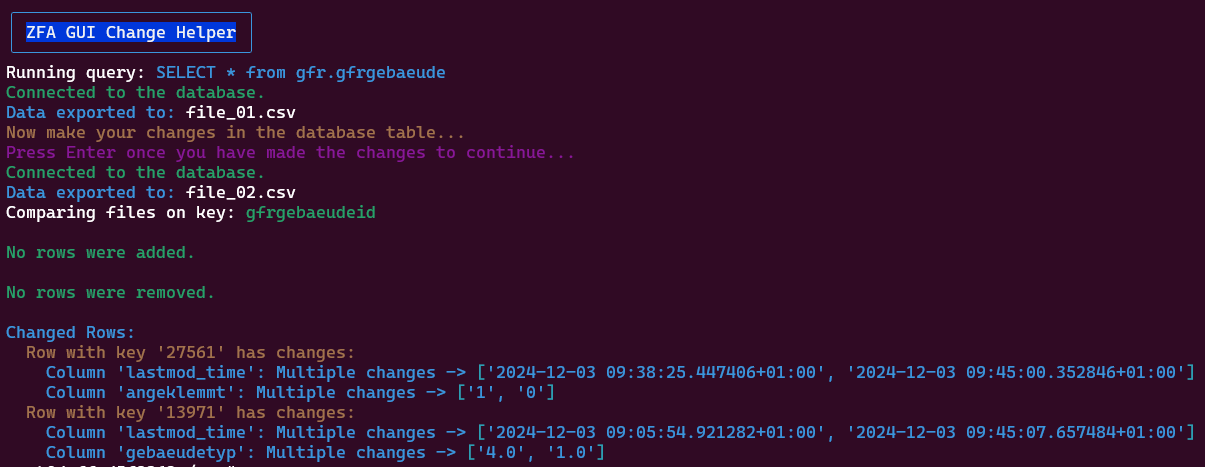 ZFA GUI Change Helper
Running query: SELECT * from gfr.gfrgebaeude
Connected to the database.
Data exported to: file_01.csv
Now make your changes in the database table...
Press Enter once you have made the changes to continue...
Connected to the database.
Data exported to: file_02.csv
Comparing files on key: gfrgebaeudeid
No rows were added.
No rows were removed.
Changed Rows:
Row with key '27561' has changes:
Column 'lastmod_time': Multiple changes -> ['2024-12-03 09:38:25.447406+01:00', '2024-12-03 09:45:00.352846+01:00']
Column 'angeklemmt': Multiple changes -> ['1', '0']
Row with key '13971' has changes:
Column 'lastmod_time': Multiple changes -> ['2024-12-03 09:05:54.921282+01:00', '2024-12-03 09:45:07.657484+01:00']
Column 'gebaeudetyp': Multiple changes -> ['4.0', '1.0']